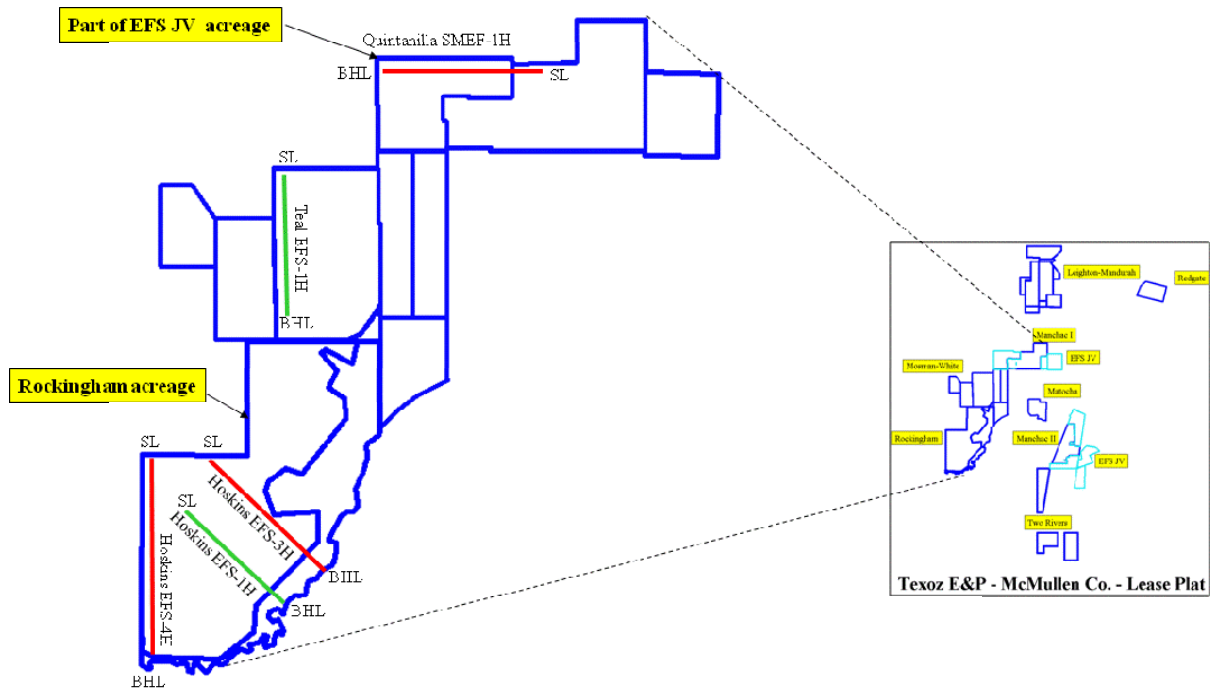 Part of EFS JV acreage
Quintanilla SMEF-1H
BHL
SL
SL
Teal EFS-1H
BHL
Rockingham acreage
SL
SL
Hoskins EFS-3H
SL
Hoskins EFS-1H
Hoskins EFS-4H
BHL
BHL
BHL
Leighton-Mandurah
Redgate
Manchac I
EFS JV
Mowman-White
Matocha
Rockingham
Manchac II
EFS JV
Two Rivers
Texoz E&P - McMullen Co. - Lease Plat